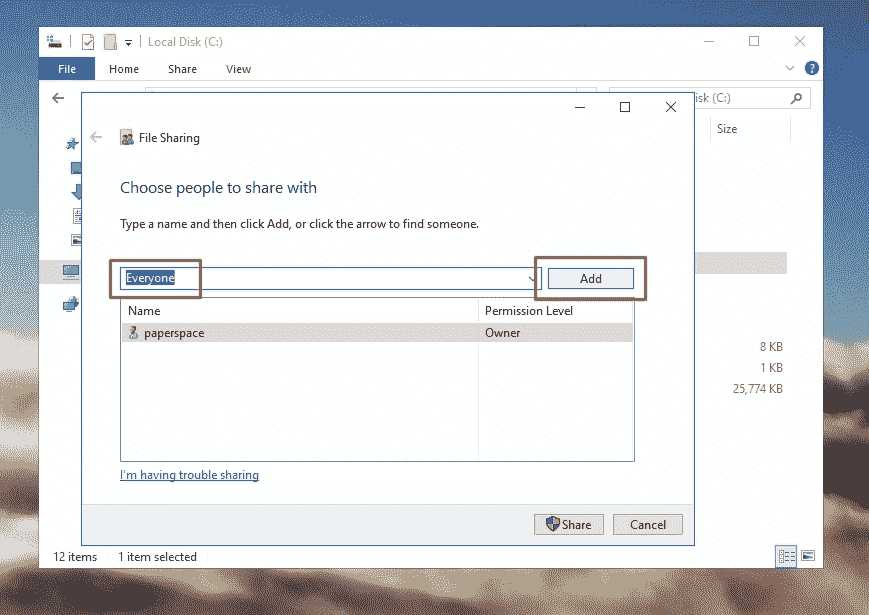 Local Disk (C:)
File Home Share View
isk (C:)
Size
File Sharing
Choose people to share with
Type a name and then click Add, or click the arrow to find someone.
Everyone
Add
Name Permission Level
paperspace Owner
8 KB
1 KB
25,774 KB
I'm having trouble sharing
Share Cancel
12 items 1 item selected